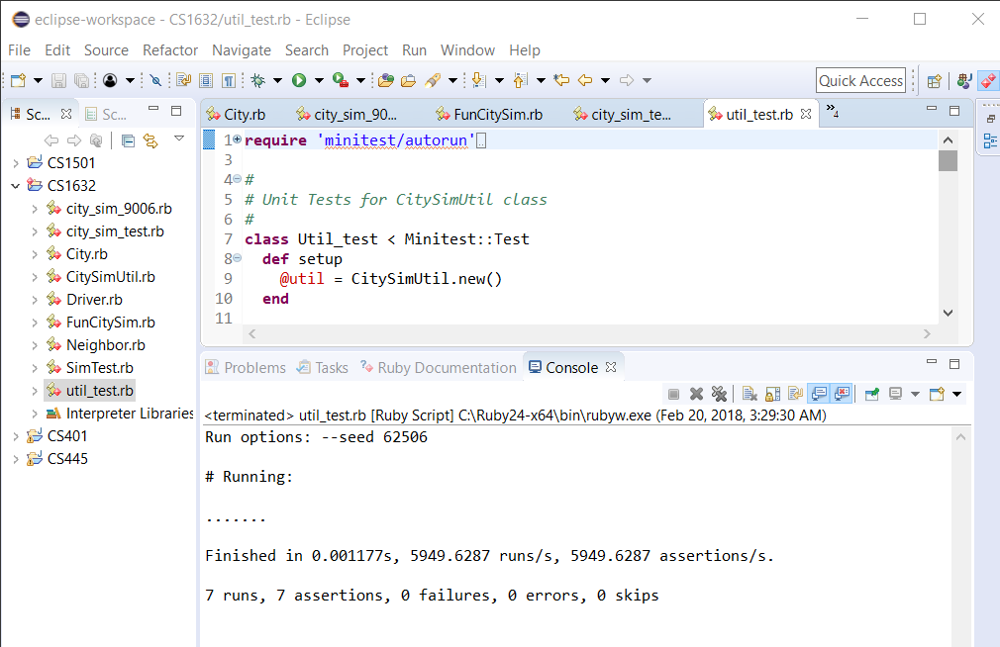 eclipse-workspace - CS1632/util_test.rb - Eclipse
File Edit Source Refactor Navigate Search Project Run Window Help
Quick Access
Sc... Sc...
City.rb city_sim_90... FunCitySim.rb city_sim_te... util_test.rb »4
CS1501
CS1632
city_sim_9006.rb
city_sim_test.rb
City.rb
CitySimUtil.rb
Driver.rb
FunCitySim.rb
Neighbor.rb
SimTest.rb
util_test.rb
Interpreter Libraries
CS401
CS445
1 require 'minitest/autorun'
3
4 #
5 # Unit Tests for CitySimUtil class
6 #
7 class Util_test < Minitest::Test
8 def setup
9 @util = CitySimUtil.new()
10 end
11
Problems Tasks Ruby Documentation Console
<terminated> util_test.rb [Ruby Script] C:\Ruby24-x64\bin\rubyw.exe (Feb 20, 2018, 3:29:30 AM)
Run options: --seed 62506
# Running:
.......
Finished in 0.001177s, 5949.6287 runs/s, 5949.6287 assertions/s.
7 runs, 7 assertions, 0 failures, 0 errors, 0 skips